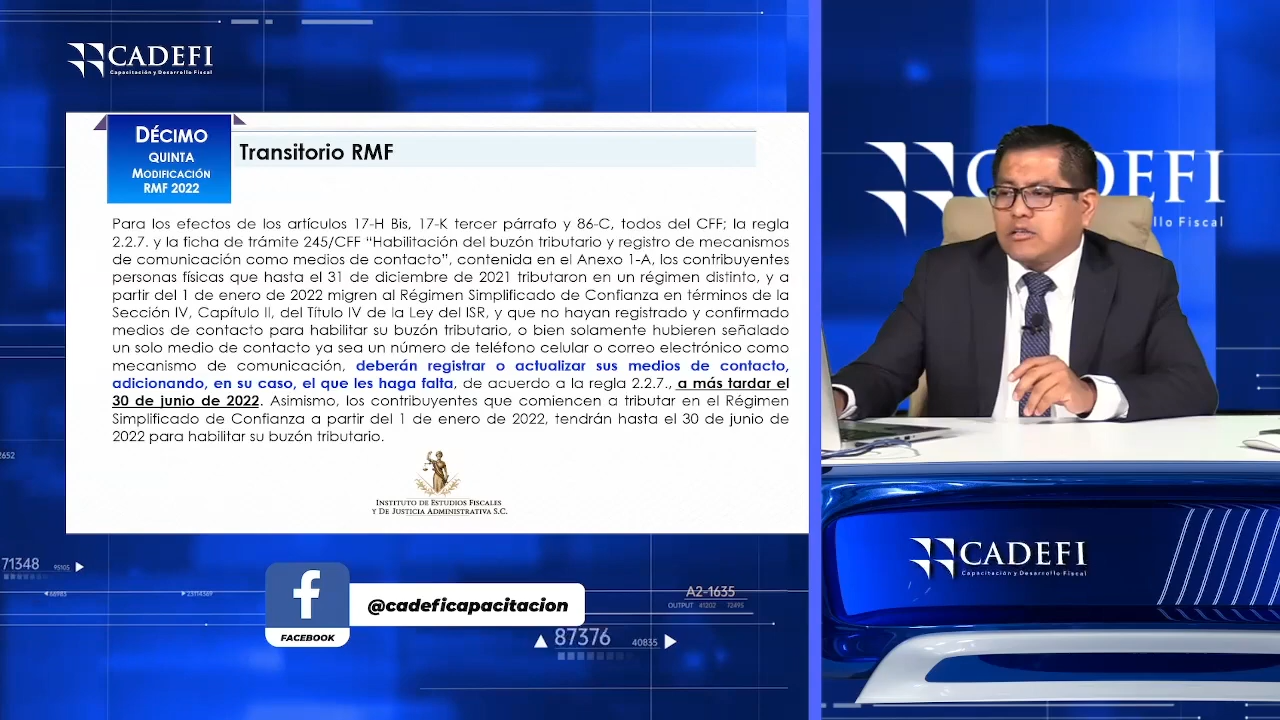 CADEFI
Capacitación y Desarrollo Fiscal
DÉCIMO
QUINTA
MODIFICACIÓN
RMF 2022
Transitorio RMF
Para los efectos de los artículos 17-H Bis, 17-K tercer párrafo y 86-C, todos del CFF; la regla
2.2.7. y la ficha de trámite 245/CFF “Habilitación del buzón tributario y registro de mecanismos
de comunicación como medios de contacto”, contenida en el Anexo 1-A, los contribuyentes
personas físicas que hasta el 31 de diciembre de 2021 tributaron en un régimen distinto, y a
partir del 1 de enero de 2022 migren al Régimen Simplificado de Confianza en términos de la
Sección IV, Capítulo II, del Título IV de la Ley del ISR, y que no hayan registrado y confirmado
medios de contacto para habilitar su buzón tributario, o bien solamente hubieren señalado
un solo medio de contacto ya sea un número de teléfono celular o correo electrónico como
mecanismo de comunicación, deberán registrar o actualizar sus medios de contacto,
adicionando, en su caso, el que les haga falta, de acuerdo a la regla 2.2.7., a más tardar el
30 de junio de 2022. Asimismo, los contribuyentes que comiencen a tributar en el Régimen
Simplificado de Confianza a partir del 1 de enero de 2022, tendrán hasta el 30 de junio de
2022 para habilitar su buzón tributario.
INSTITUTO DE ESTUDIOS FISCALES
Y DE JUSTICIA ADMINISTRATIVA S.C.
FACEBOOK
@cadeficapacitacion
2652
71348
95105
68983
23114369
A2-1635
OUTPUT 41202 72495
87376
40835
C DEFI
llo Fiscal
CADEFI
Capacitación y Desarrollo Fiscal